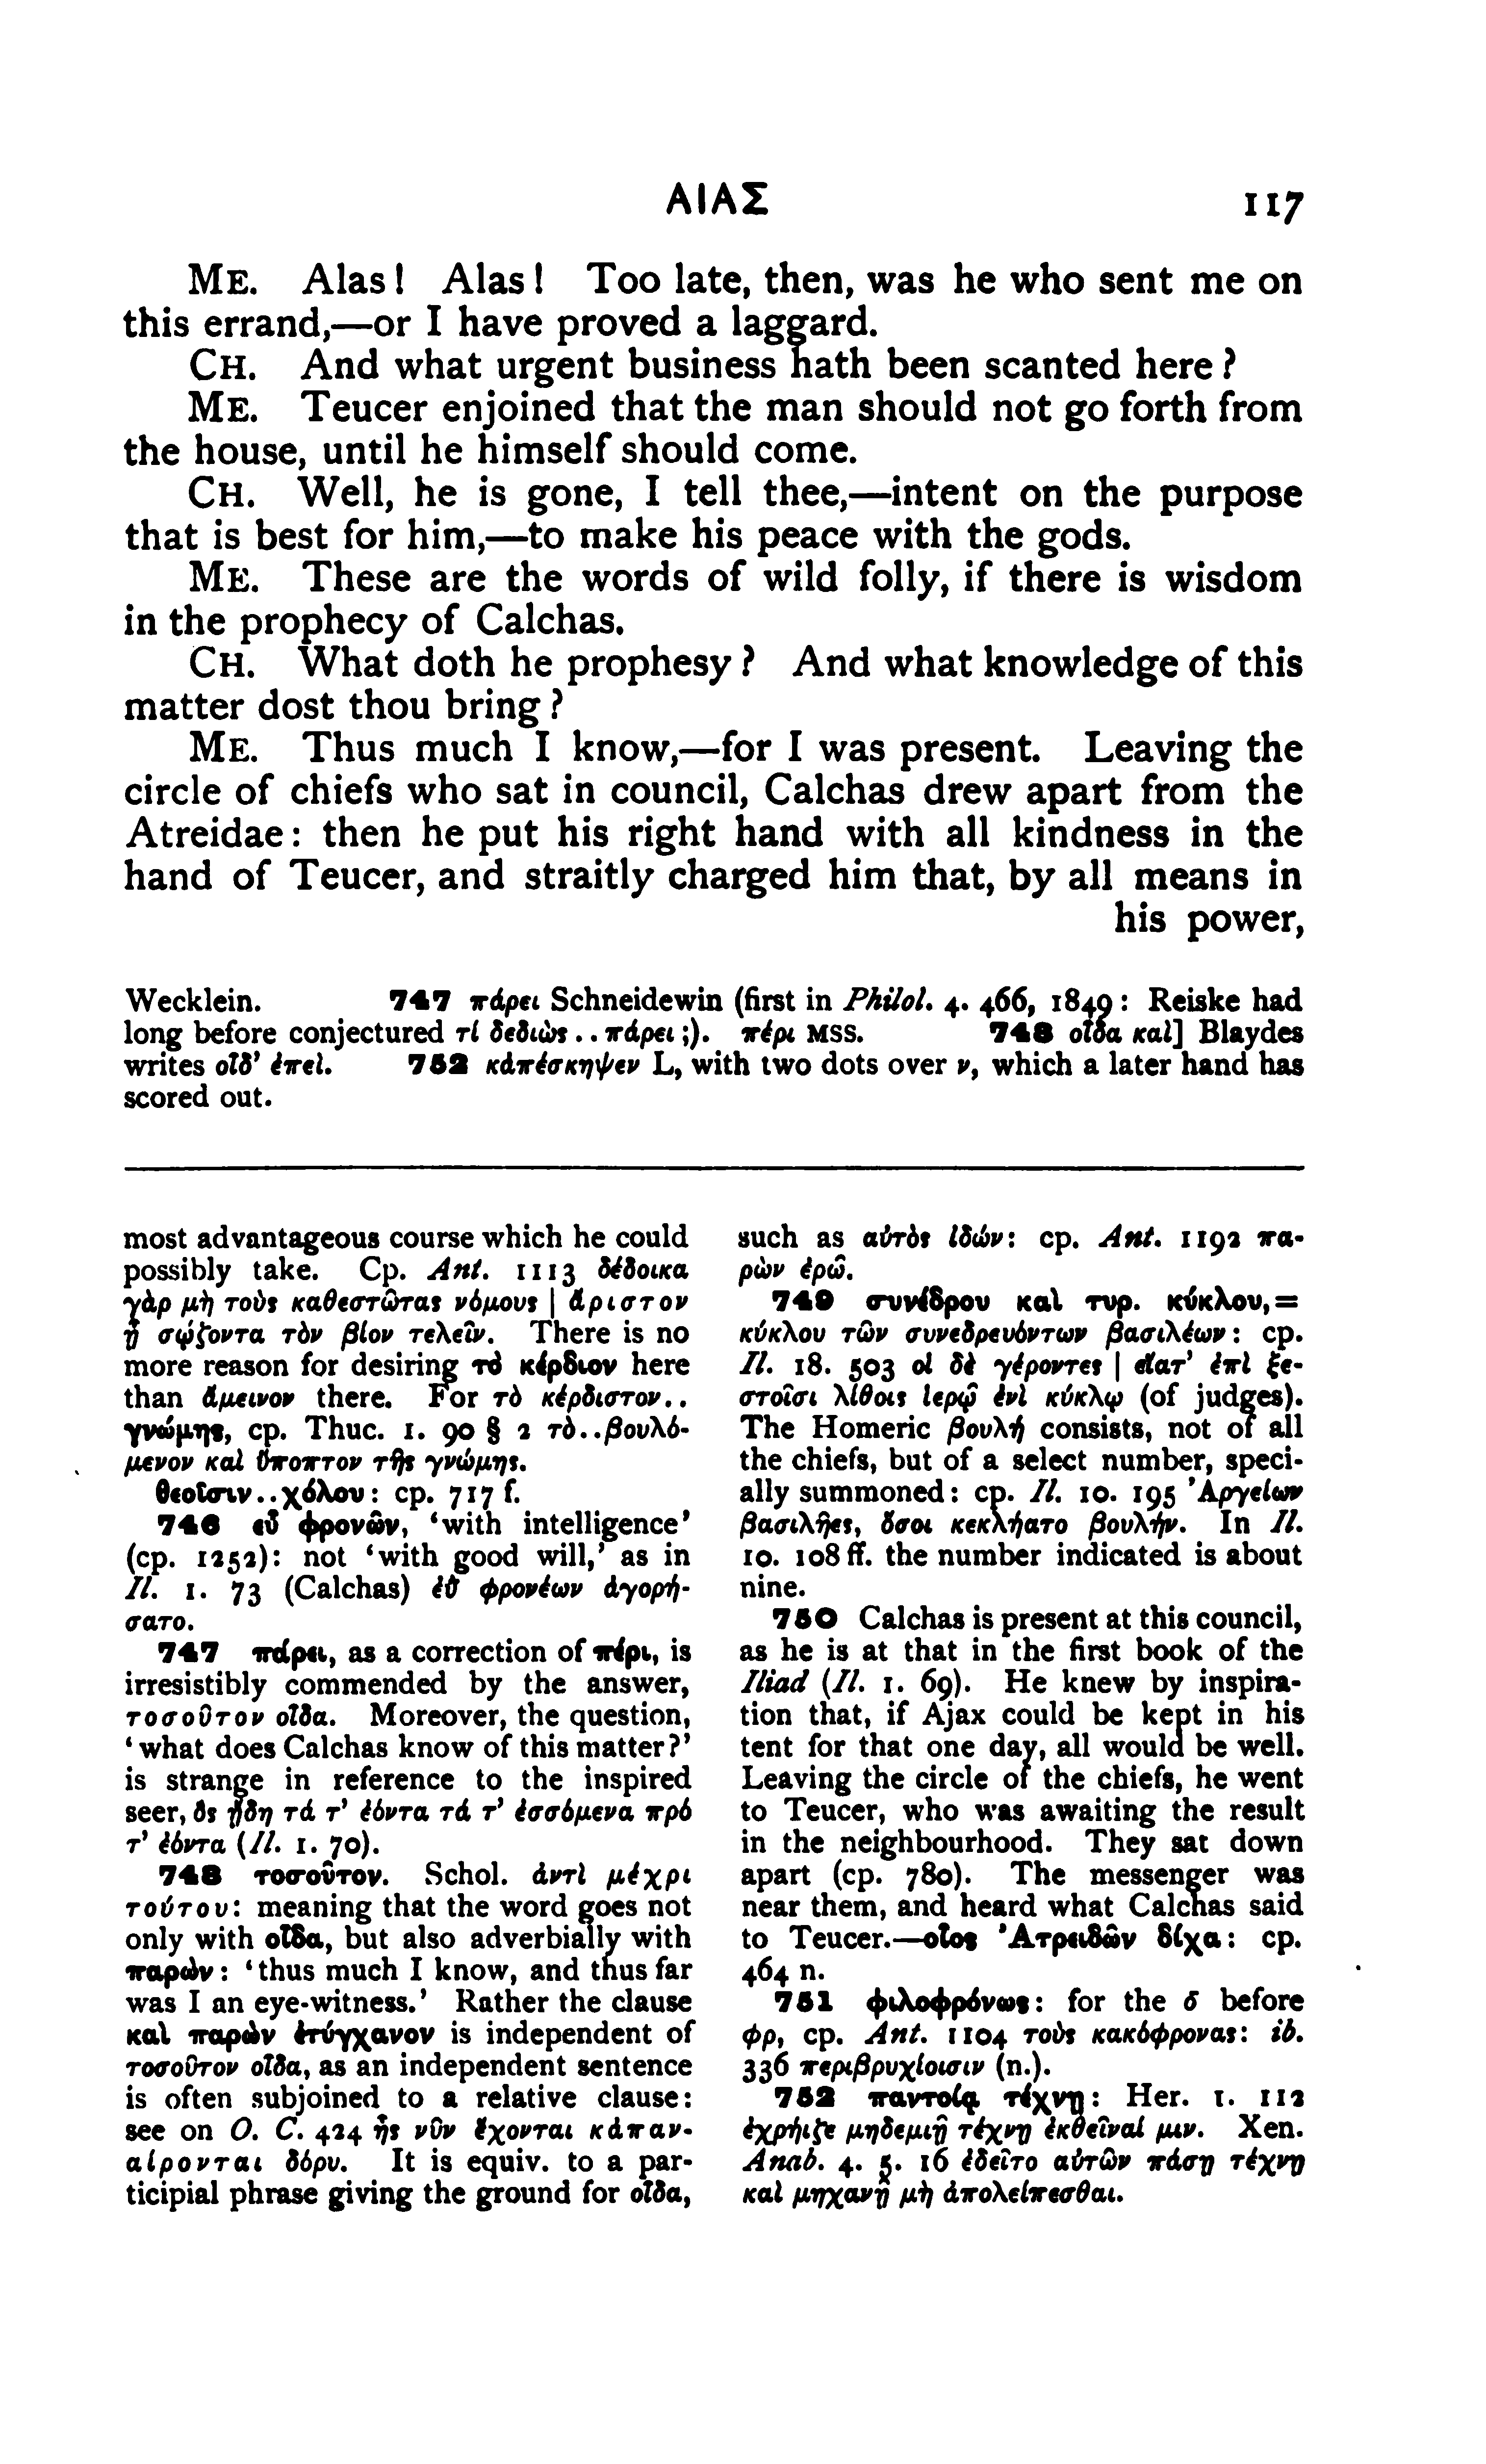 ΑΙΑΣ 117
ME. Alas! Alas! Too late, then, was he who sent me on
this errand,—or I have proved a laggard.
CH. And what urgent business hath been scanted here?
ME. Teucer enjoined that the man should not go forth from
the house, until he himself should come.
CH. Well, he is gone, I tell thee,—intent on the purpose
that is best for him,—to make his peace with the gods.
ME. These are the words of wild folly, if there is wisdom
in the prophecy of Calchas.
CH. What doth he prophesy? And what knowledge of this
matter dost thou bring?
ME. Thus much I know,—for I was present. Leaving the
circle of chiefs who sat in council, Calchas drew apart from the
Atreidae: then he put his right hand with all kindness in the
hand of Teucer, and straitly charged him that, by all means in
his power,
Wecklein. 747 πάρει Schneidewin (first in Philol. 4. 466, 1849: Reiske had
long before conjectured τί δεδιὼς . . πάρει;). πέρι MSS. 748 οἶδα καὶ] Blaydes
writes οἶδ’ ἐπεὶ. 752 κἀπέσκηψεν L, with two dots over ν, which a later hand has
scored out.
most advantageous course which he could
possibly take. Cp. Ant. 1113 δέδοικα
γὰρ μὴ τοὺς καθεστῶτας νόμους | ἄριστον
ᾖ σῴζοντα τὸν βίον τελεῖν. There is no
more reason for desiring τὸ κέρδιον here
than ἄμεινον there. For τὸ κέρδιστον..
γνώμης, cp. Thuc. 1. 90 § 2 τὸ..βουλό-
μενον καὶ ὕποπτον τῆς γνώμης.
θεοῖσιν..χόλου: cp. 717 f.
746 εὖ φρονῶν, ‘with intelligence’
(cp. 1252): not ‘with good will,’ as in
Il. 1. 73 (Calchas) ἐὺ φρονέων ἀγορή-
σατο.
747 πάρει, as a correction of πέρι, is
irresistibly commended by the answer,
τοσοῦτον οἶδα. Moreover, the question,
‘what does Calchas know of this matter?’
is strange in reference to the inspired
seer, ὃς ᾔδη τά τ’ ἐόντα τά τ’ ἐσσόμενα πρό
τ’ ἐόντα (Il. 1. 70).
748 τοσοῦτον. Schol. ἀντὶ μέχρι
τούτου: meaning that the word goes not
only with οἶδα, but also adverbially with
παρών: ‘thus much I know, and thus far
was I an eye-witness.’ Rather the clause
καὶ παρὼν ἐτύγχανον is independent of
τοσοῦτον οἶδα, as an independent sentence
is often subjoined to a relative clause:
see on O. C. 424 ἧς νῦν ἔχονται κἀπαν-
αίρονται δόρυ. It is equiv. to a par-
ticipial phrase giving the ground for οἶδα,
such as αὐτὸς ἰδών: cp. Ant. 1192 πα-
ρὼν ἐρῶ.
749 συνέδρου καὶ τυρ. κύκλου,=
κύκλου τῶν συνεδρευόντων βασιλέων: cp.
Il. 18. 503 οἱ δὲ γέροντες | εἵατ’ ἐπὶ ξε-
στοῖσι λίθοις ἱερῷ ἐνὶ κύκλῳ (of judges).
The Homeric βουλή consists, not of all
the chiefs, but of a select number, speci-
ally summoned: cp. Il. 10. 195 Ἀργείων
βασιλῆες, ὅσοι κεκλήατο βουλήν. In Il.
10. 108 ff. the number indicated is about
nine.
750 Calchas is present at this council,
as he is at that in the first book of the
Iliad (Il. 1. 69). He knew by inspira-
tion that, if Ajax could be kept in his
tent for that one day, all would be well.
Leaving the circle of the chiefs, he went
to Teucer, who was awaiting the result
in the neighbourhood. They sat down
apart (cp. 780). The messenger was
near them, and heard what Calchas said
to Teucer.—οἶος Ἀτρειδῶν δίχα: cp.
464 n.
751 φιλοφρόνως: for the ŏ before
φρ, cp. Ant. 1104 τοὺς κακόφρονας: ib.
336 περιβρυχίοισιν (n.).
752 παντοίᾳ τέχνῃ: Her. 1. 112
ἐχρήιζε μηδεμιῇ τέχνῃ ἐκθεῖναί μιν. Xen.
Anab. 4. 5. 16 ἐδεῖτο αὐτῶν πάσῃ τέχνῃ
καὶ μηχανῇ μὴ ἀπολείπεσθαι.